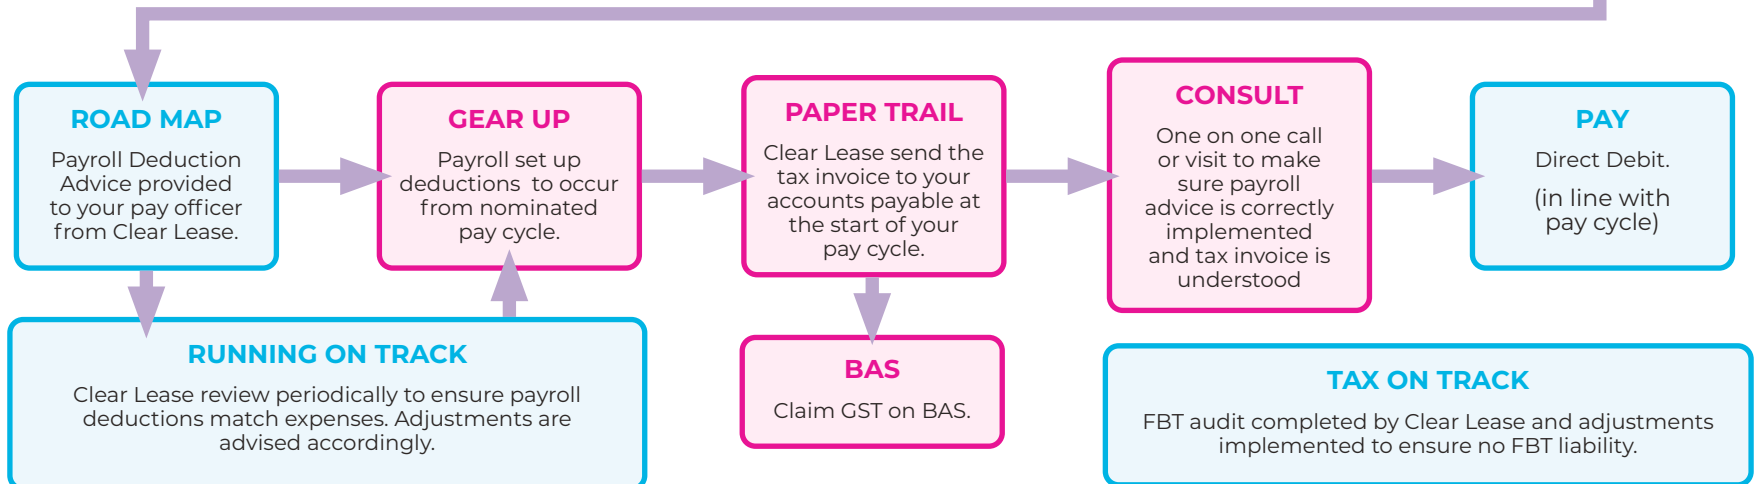 ROAD MAP
Payroll Deduction
Advice provided
to your pay officer
from Clear Lease.
GEAR UP
Payroll set up
deductions  to occur
from nominated
pay cycle.
PAPER TRAIL
Clear Lease send the
tax invoice to your
accounts payable at
the start of your
pay cycle.
CONSULT
One on one call
or visit to make
sure payroll
advice is correctly
implemented
and tax invoice is
understood
PAY
Direct Debit.
(in line with
pay cycle)
RUNNING ON TRACK
Clear Lease review periodically to ensure payroll
deductions match expenses. Adjustments are
advised accordingly.
BAS
Claim GST on BAS.
TAX ON TRACK
FBT audit completed by Clear Lease and adjustments
implemented to ensure no FBT liability.